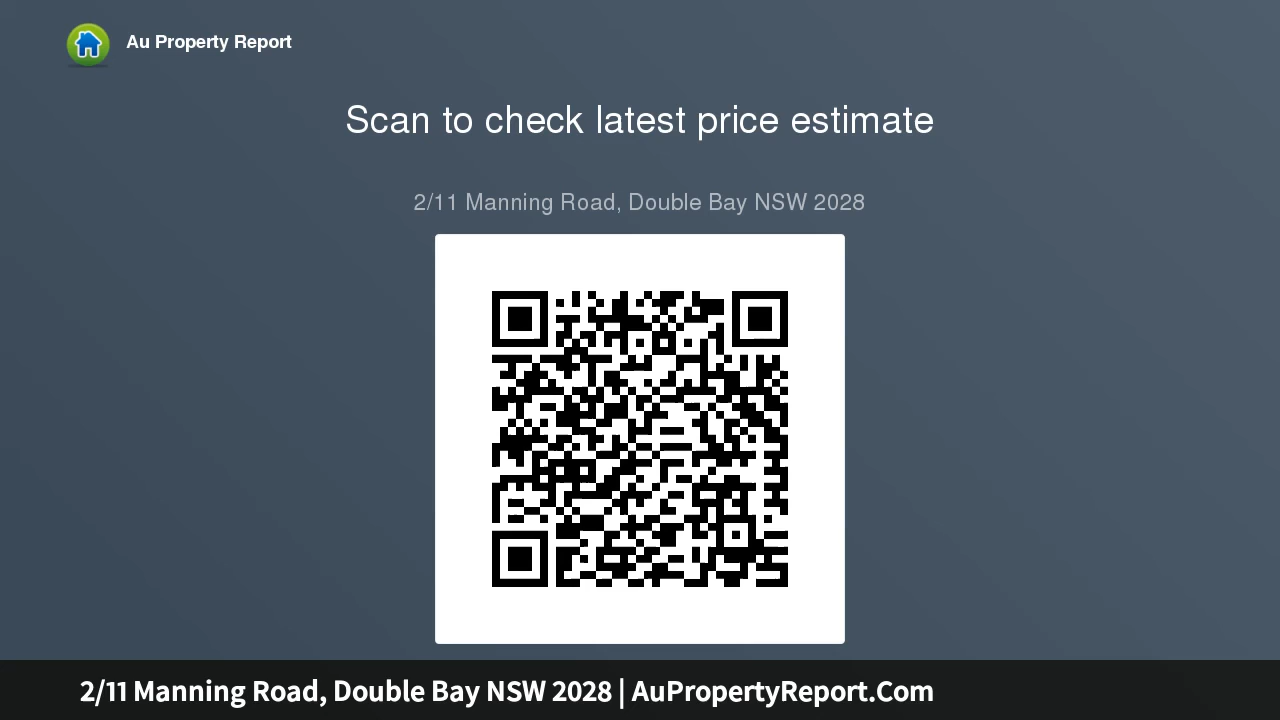 Au Property Report
Scan to check latest price estimate
2/11 Manning Road, Double Bay NSW 2028
2/11 Manning Road, Double Bay NSW 2028 | AuPropertyReport.Com